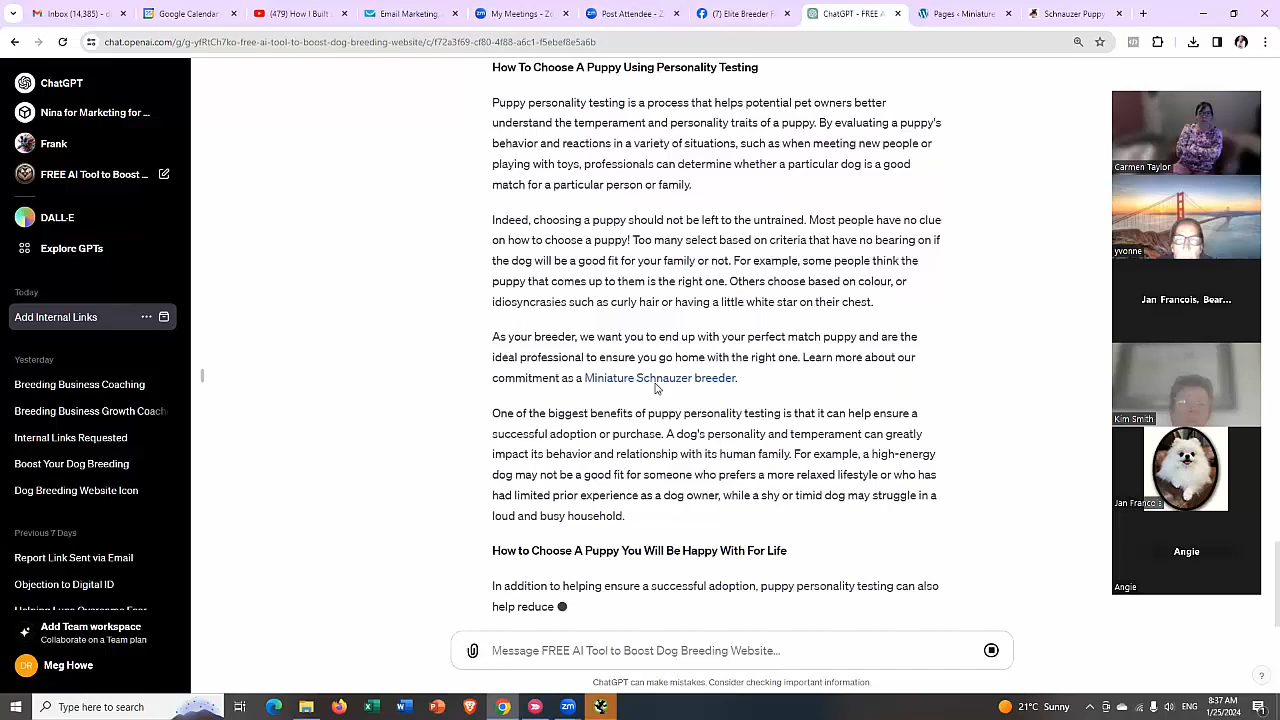 Inbox (14,385) - d
Google Calendar
(479) How I Built
Email Marketing
My Meetings - Zo
Post Attendee - Z
(7) Elite Breeder F
ChatGPT - FREE A
Pages - Miniature
Schnauzer Puppy
chat.openai.com/g/g-yfRtCh7ko-free-ai-tool-to-boost-dog-breeding-website/c/f72a3f69-cf80-4f88-a6c1-f5ebef8e5a6b
ChatGPT
Nina for Marketing for ...
Frank
FREE AI Tool to Boost ...
DALL-E
Explore GPTs
Today
Add Internal Links
Yesterday
Breeding Business Coaching
Breeding Business Growth Coach
Internal Links Requested
Boost Your Dog Breeding
Dog Breeding Website Icon
Previous 7 Days
Report Link Sent via Email
Objection to Digital ID
Add Team workspace
Collaborate on a Team plan
DR Meg Howe
How To Choose A Puppy Using Personality Testing
Puppy personality testing is a process that helps potential pet owners better
understand the temperament and personality traits of a puppy. By evaluating a puppy's
behavior and reactions in a variety of situations, such as when meeting new people or
playing with toys, professionals can determine whether a particular dog is a good
match for a particular person or family.
Indeed, choosing a puppy should not be left to the untrained. Most people have no clue
on how to choose a puppy! Too many select based on criteria that have no bearing on if
the dog will be a good fit for your family or not. For example, some people think the
puppy that comes up to them is the right one. Others choose based on colour, or
idiosyncrasies such as curly hair or having a little white star on their chest.
As your breeder, we want you to end up with your perfect match puppy and are the
ideal professional to ensure you go home with the right one. Learn more about our
commitment as a Miniature Schnauzer breeder.
One of the biggest benefits of puppy personality testing is that it can help ensure a
successful adoption or purchase. A dog's personality and temperament can greatly
impact its behavior and relationship with its human family. For example, a high-energy
dog may not be a good fit for someone who prefers a more relaxed lifestyle or who has
had limited prior experience as a dog owner, while a shy or timid dog may struggle in a
loud and busy household.
How to Choose A Puppy You Will Be Happy With For Life
In addition to helping ensure a successful adoption, puppy personality testing can also
help reduce
Message FREE AI Tool to Boost Dog Breeding Website...
ChatGPT can make mistakes. Consider checking important information.
?
Carmen Taylor
yvonne
Jan Francois, Bear...
Kim Smith
Jan Franco s
Angie
Angie
Type here to search
21°C Sunny
8:37 AM
1/25/2024